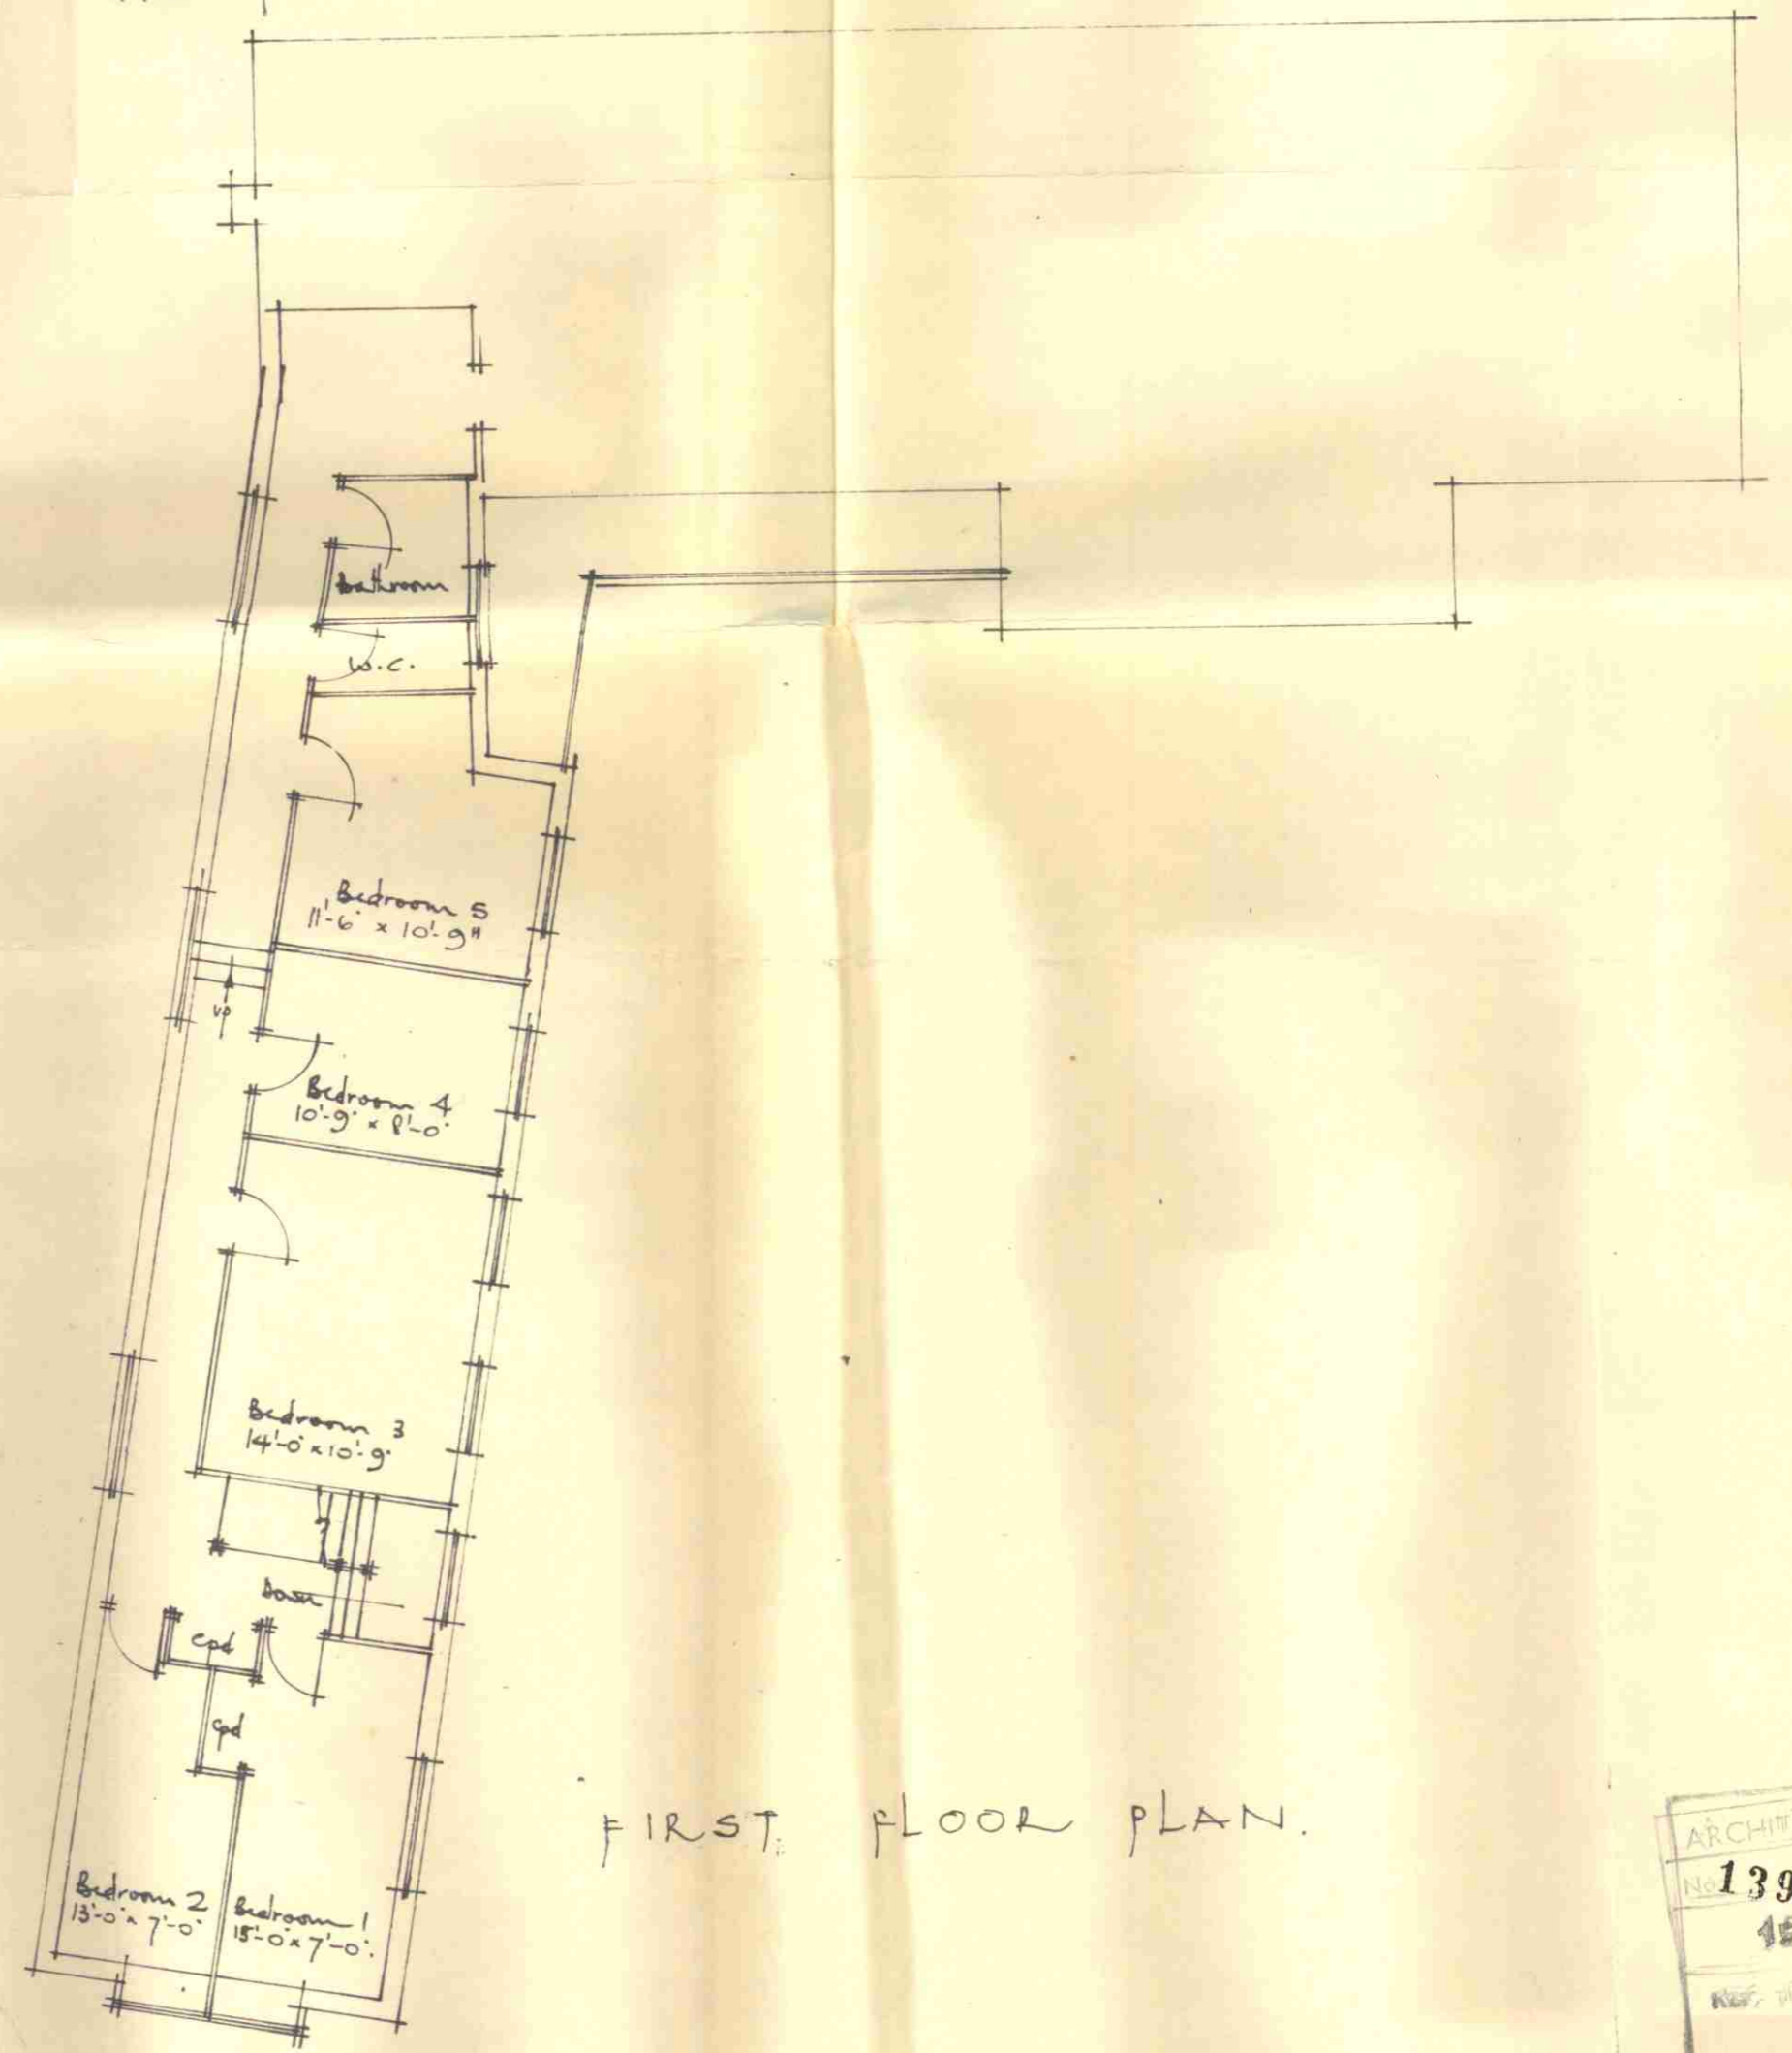 Bathroom
W.C.
Bedroom 5
11'-6" x 10'-9"
UP
Bedroom 4
10'-9" x 8'-0"
Bedroom 3
14'-0" x 10'-9"
Down
Cpd
Cpd
Bedroom 2
13'-0" x 7'-0"
Bedroom 1
15'-0" x 7'-0"
FIRST FLOOR PLAN.
ARCHIT
No 139